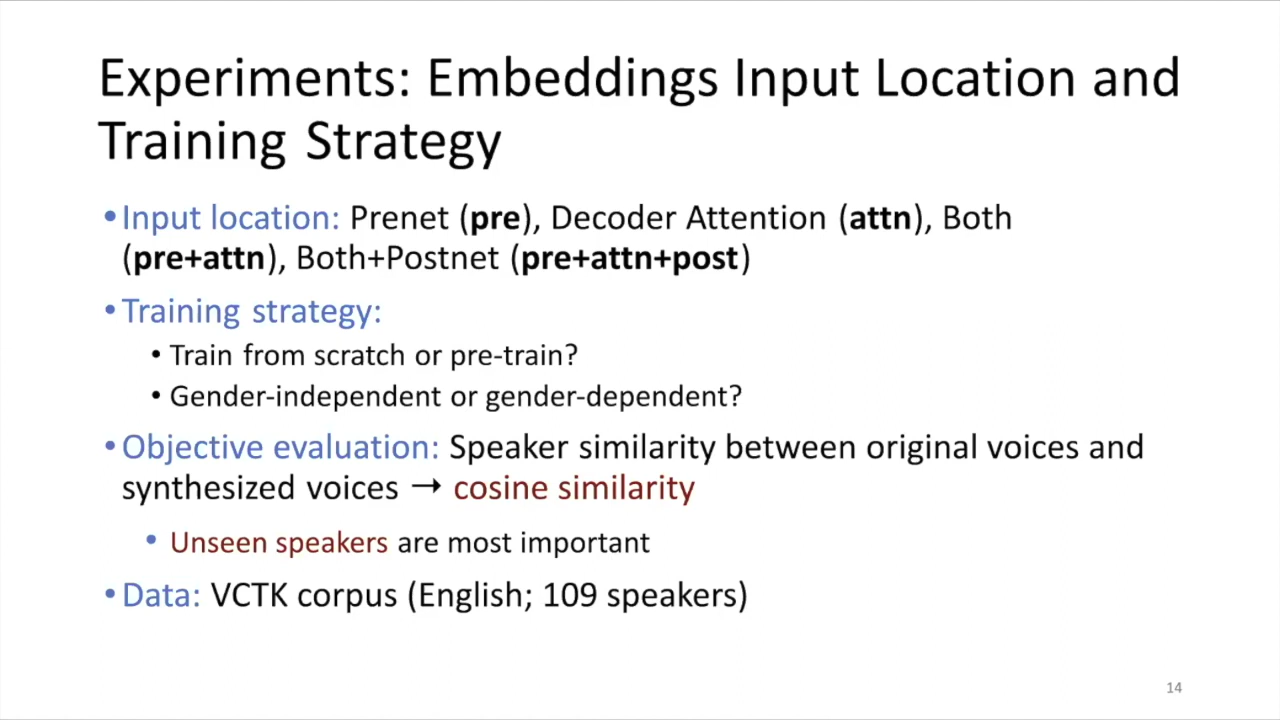 Experiments: Embeddings Input Location and
Training Strategy
•Input location: Prenet (pre), Decoder Attention (attn), Both
(pre+attn), Both+Postnet (pre+attn+post)
•Training strategy:
• Train from scratch or pre-train?
• Gender-independent or gender-dependent?
•Objective evaluation: Speaker similarity between original voices and
synthesized voices → cosine similarity
• Unseen speakers are most important
•Data: VCTK corpus (English; 109 speakers)
14